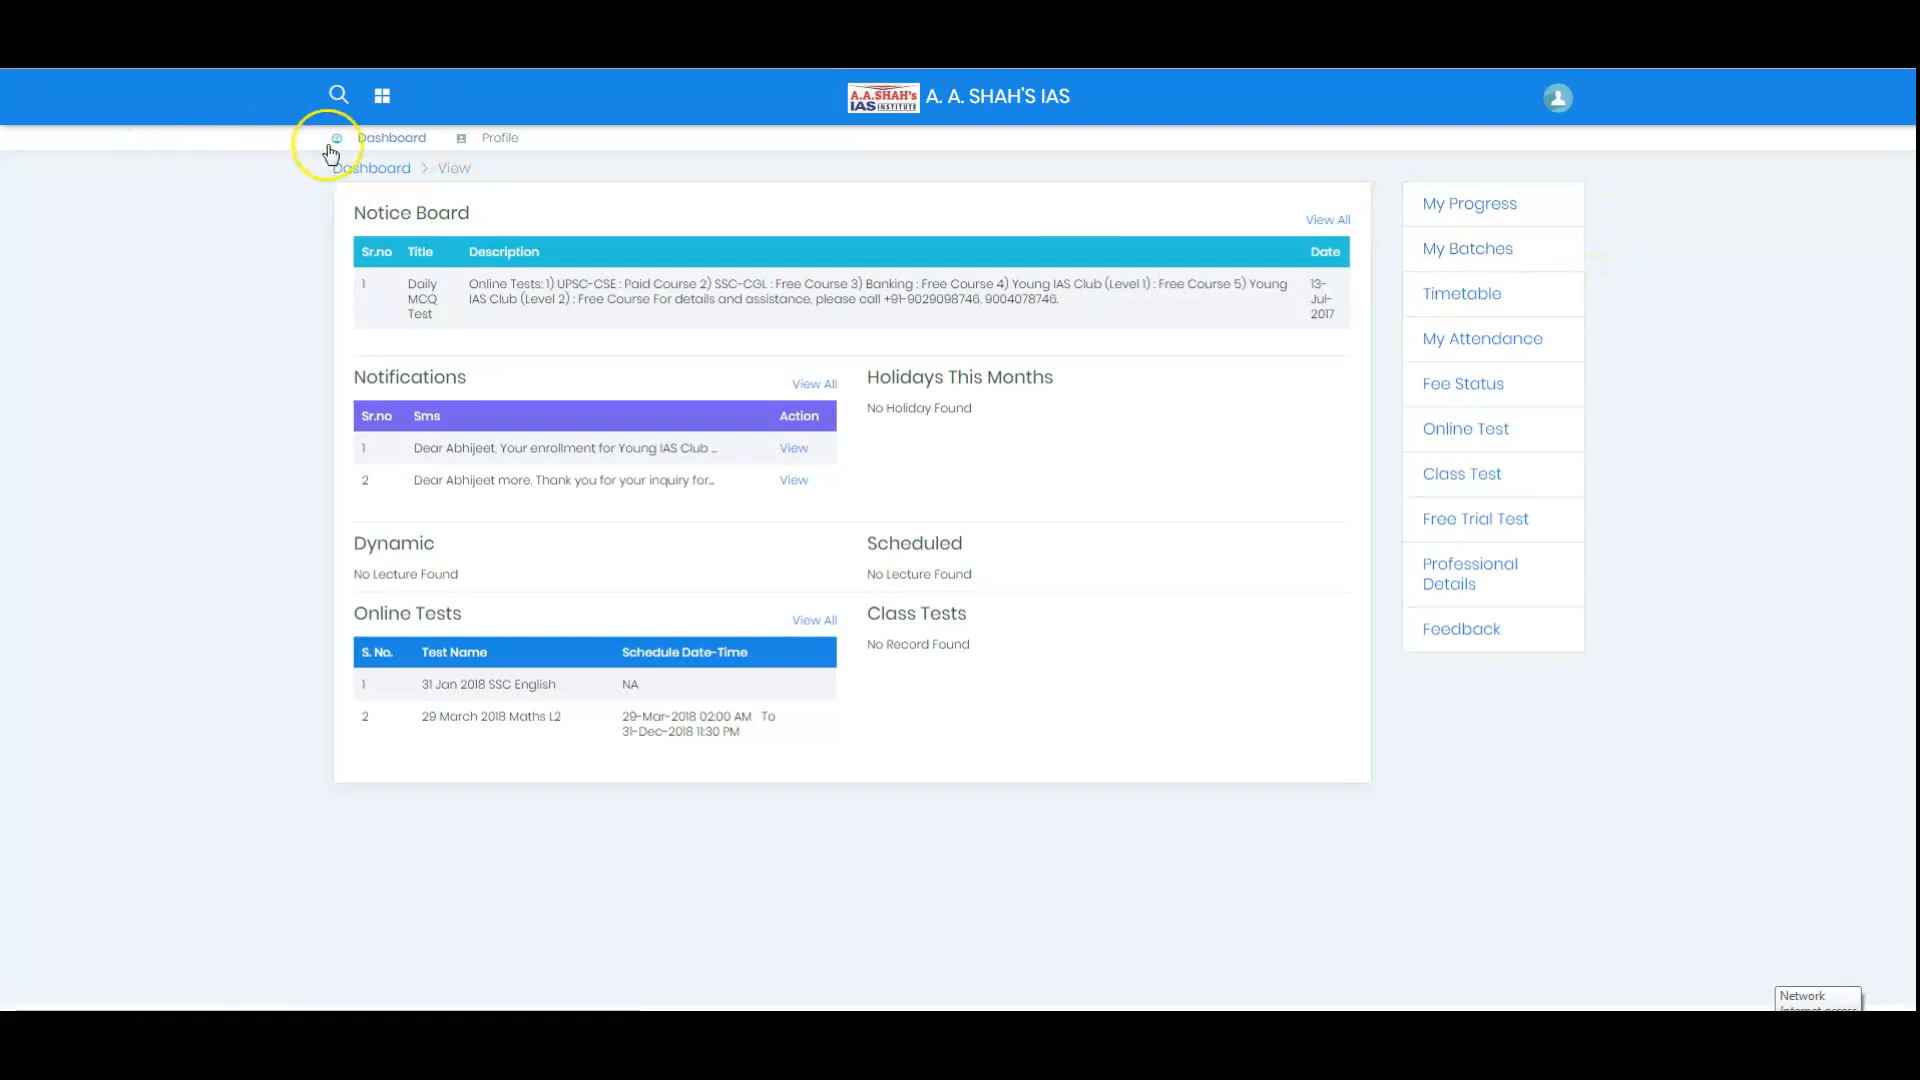 A.A.SHAH's
IAS INSTITUTE
A. A. SHAH'S IAS
Dashboard Profile
Dashboard > View
Notice Board
View All
Sr.no Title Description Date
1 Daily MCQ Test Online Tests: 1) UPSC-CSE : Paid Course 2) SSC-CGL : Free Course 3) Banking : Free Course 4) Young IAS Club (Level 1) : Free Course 5) Young
IAS Club (Level 2) : Free Course For details and assistance, please call +91-9029098746, 9004078746.
13-Jul-2017
Notifications
View All
Sr.no Sms Action
1 Dear Abhijeet, Your enrollment for Young IAS Club ... View
2 Dear Abhijeet more, Thank you for your inquiry for... View
Holidays This Months
No Holiday Found
Dynamic
No Lecture Found
Scheduled
No Lecture Found
Online Tests
View All
S. No. Test Name Schedule Date-Time
1 31 Jan 2018 SSC English NA
2 29 March 2018 Maths L2 29-Mar-2018 02:00 AM To
31-Dec-2018 11:30 PM
Class Tests
No Record Found
My Progress
My Batches
Timetable
My Attendance
Fee Status
Online Test
Class Test
Free Trial Test
Professional
Details
Feedback
Network
Internet access